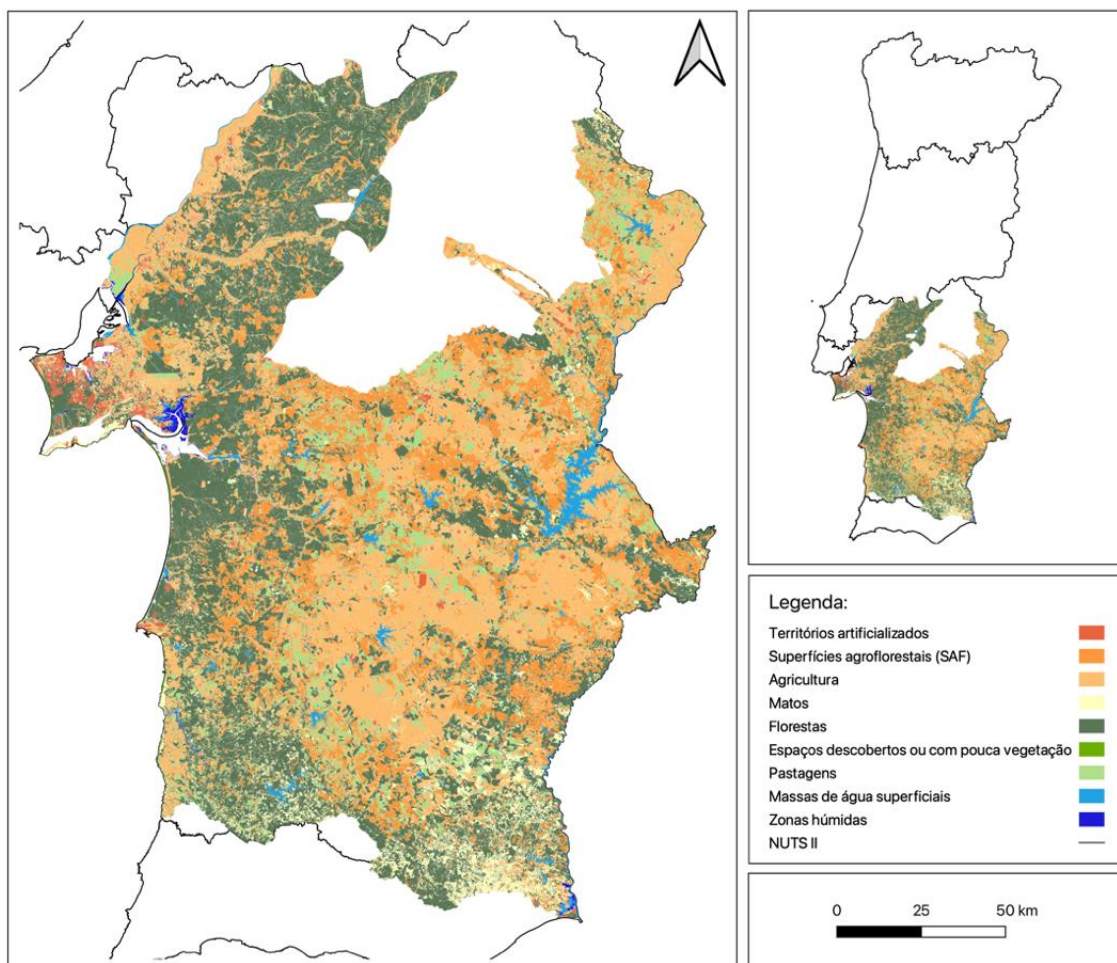 Legenda:
Territórios artificializados
Superfícies agroflorestais (SAF)
Agricultura
Matos
Florestas
Espaços descobertos ou com pouca vegetação
Pastagens
Massas de água superficiais
Zonas húmidas
NUTS II
0 25 50 km